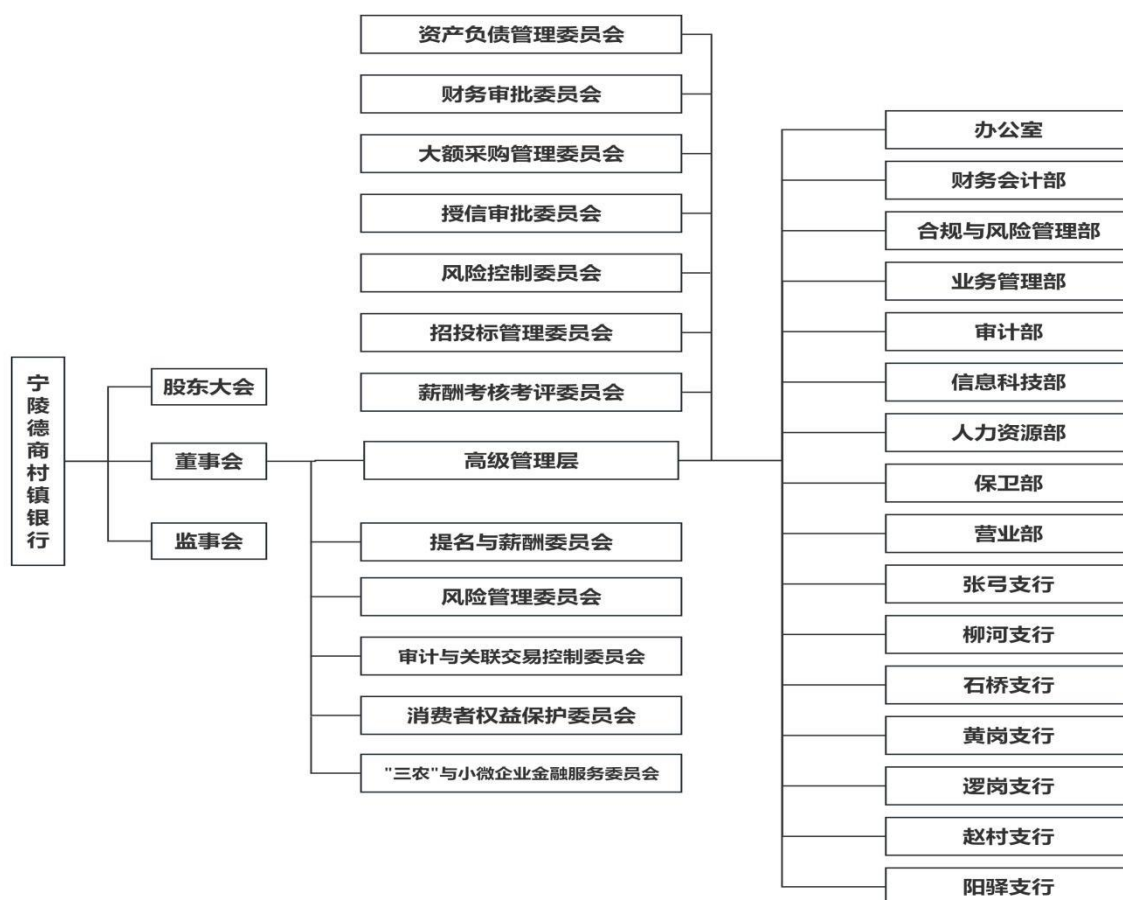 宁陵德商村镇银行
股东大会
董事会
监事会
资产负债管理委员会
财务审批委员会
大额采购管理委员会
授信审批委员会
风险控制委员会
招投标管理委员会
薪酬考核考评委员会
高级管理层
提名与薪酬委员会
风险管理委员会
审计与关联交易控制委员会
消费者权益保护委员会
"三农"与小微企业金融服务委员会
办公室
财务会计部
合规与风险管理部
业务管理部
审计部
信息科技部
人力资源部
保卫部
营业部
张弓支行
柳河支行
石桥支行
黄岗支行
逻岗支行
赵村支行
阳驿支行